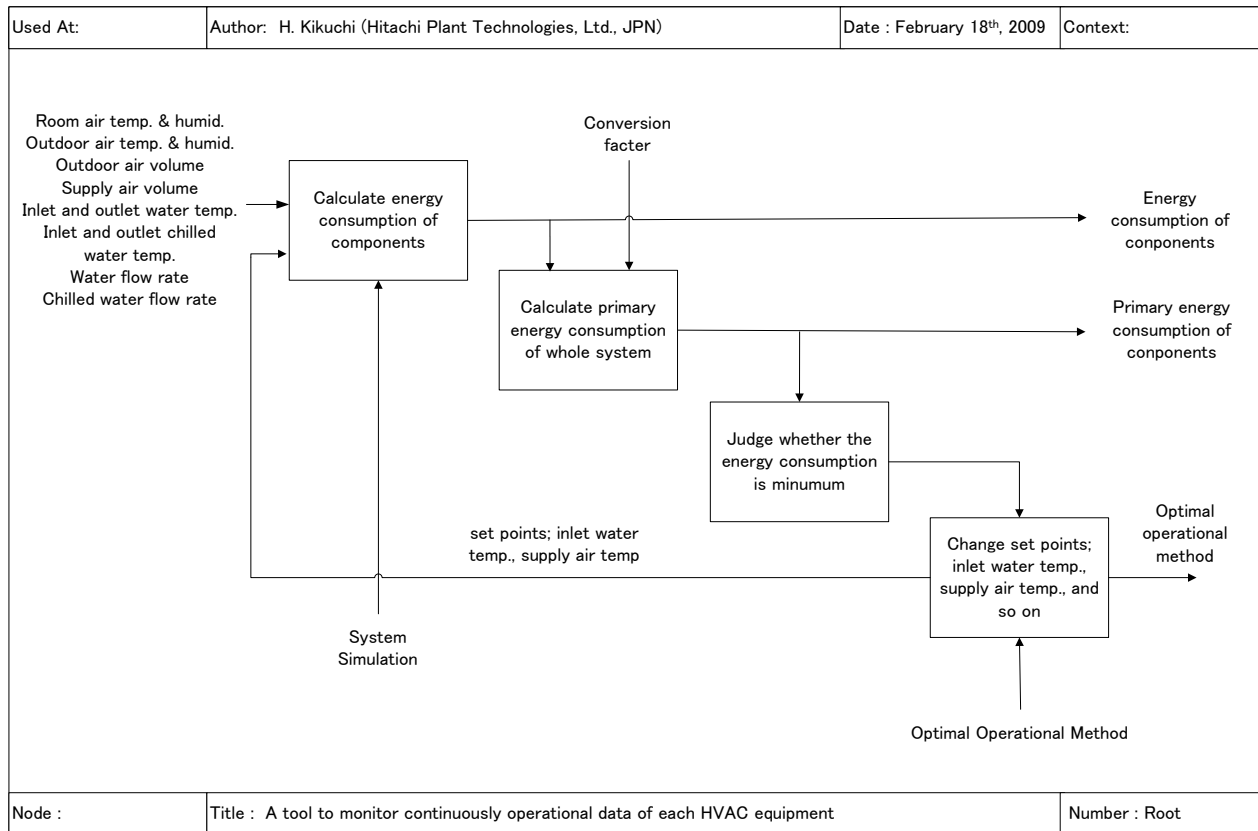 Used At:
Author: H. Kikuchi (Hitachi Plant Technologies, Ltd., JPN)
Date : February 18th, 2009
Context:
Room air temp. & humid.
Outdoor air temp. & humid.
Outdoor air volume
Supply air volume
Inlet and outlet water temp.
Inlet and outlet chilled
water temp.
Water flow rate
Chilled water flow rate
Calculate energy
consumption of
components
Conversion
facter
Energy
consumption of
conponents
Calculate primary
energy consumption
of whole system
Primary energy
consumption of
conponents
Judge whether the
energy consumption
is minumum
set points; inlet water
temp., supply air temp
Change set points;
inlet water temp.,
supply air temp., and
so on
Optimal
operational
method
System
Simulation
Optimal Operational Method
Node :
Title : A tool to monitor continuously operational data of each HVAC equipment
Number : Root